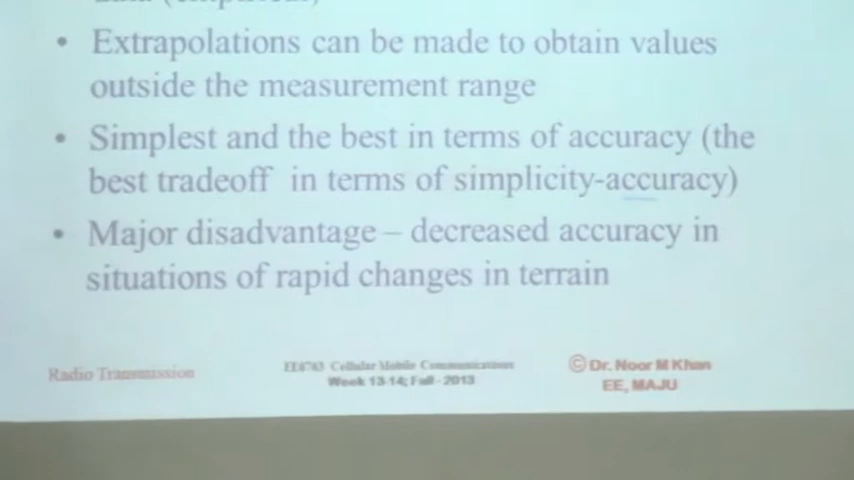 • Extrapolations can be made to obtain values
outside the measurement range
• Simplest and the best in terms of accuracy (the
best tradeoff in terms of simplicity-accuracy)
• Major disadvantage – decreased accuracy in
situations of rapid changes in terrain
Radio Transmission
Cellular Mobile Communications
Week 13-14; Fall - 2013
© Dr. Noor M Khan
EE, MAJU